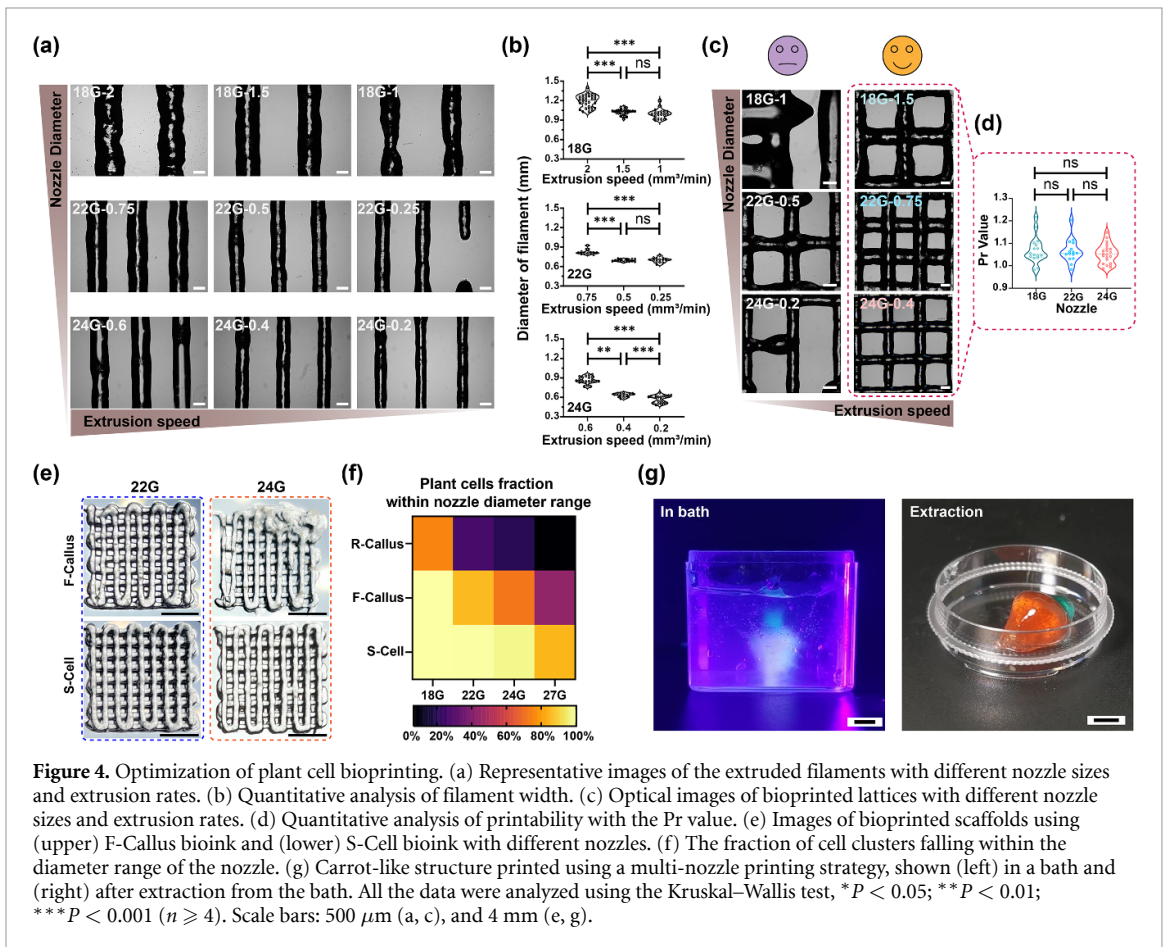 (a)
Nozzle Diameter
18G-2
18G-1.5
18G-1
22G-0.75
22G-0.5
22G-0.25
24G-0.6
24G-0.4
24G-0.2
Extrusion speed
(b)
Diameter of filament (mm)
***
***
ns
1.5
1.2
0.9
0.6
0.3
18G
2
1.5
1
Extrusion speed (mm³/min)
***
***
ns
1.5
1.2
0.9
0.6
0.3
22G
0.75
0.5
0.25
Extrusion speed (mm³/min)
***
**
***
1.5
1.2
0.9
0.6
0.3
24G
0.6
0.4
0.2
Extrusion speed (mm³/min)
(c)
Nozzle Diameter
18G-1
18G-1.5
22G-0.5
22G-0.75
24G-0.2
24G-0.4
Extrusion speed
(d)
ns
ns
ns
Pr Value
1.3
1.2
1.1
1.0
0.9
18G
22G
24G
Nozzle
(e)
22G
24G
F-Callus
S-Cell
(f)
Plant cells fraction
within nozzle diameter range
R-Callus
F-Callus
S-Cell
18G
22G
24G
27G
0%
20%
40%
60%
80%
100%
(g)
In bath
Extraction
Figure 4. Optimization of plant cell bioprinting. (a) Representative images of the extruded filaments with different nozzle sizes
and extrusion rates. (b) Quantitative analysis of filament width. (c) Optical images of bioprinted lattices with different nozzle
sizes and extrusion rates. (d) Quantitative analysis of printability with the Pr value. (e) Images of bioprinted scaffolds using
(upper) F-Callus bioink and (lower) S-Cell bioink with different nozzles. (f) The fraction of cell clusters falling within the
diameter range of the nozzle. (g) Carrot-like structure printed using a multi-nozzle printing strategy, shown (left) in a bath and
(right) after extraction from the bath. All the data were analyzed using the Kruskal–Wallis test, *P < 0.05; **P < 0.01;
***P < 0.001 (n ⩾ 4). Scale bars: 500 μm (a, c), and 4 mm (e, g).